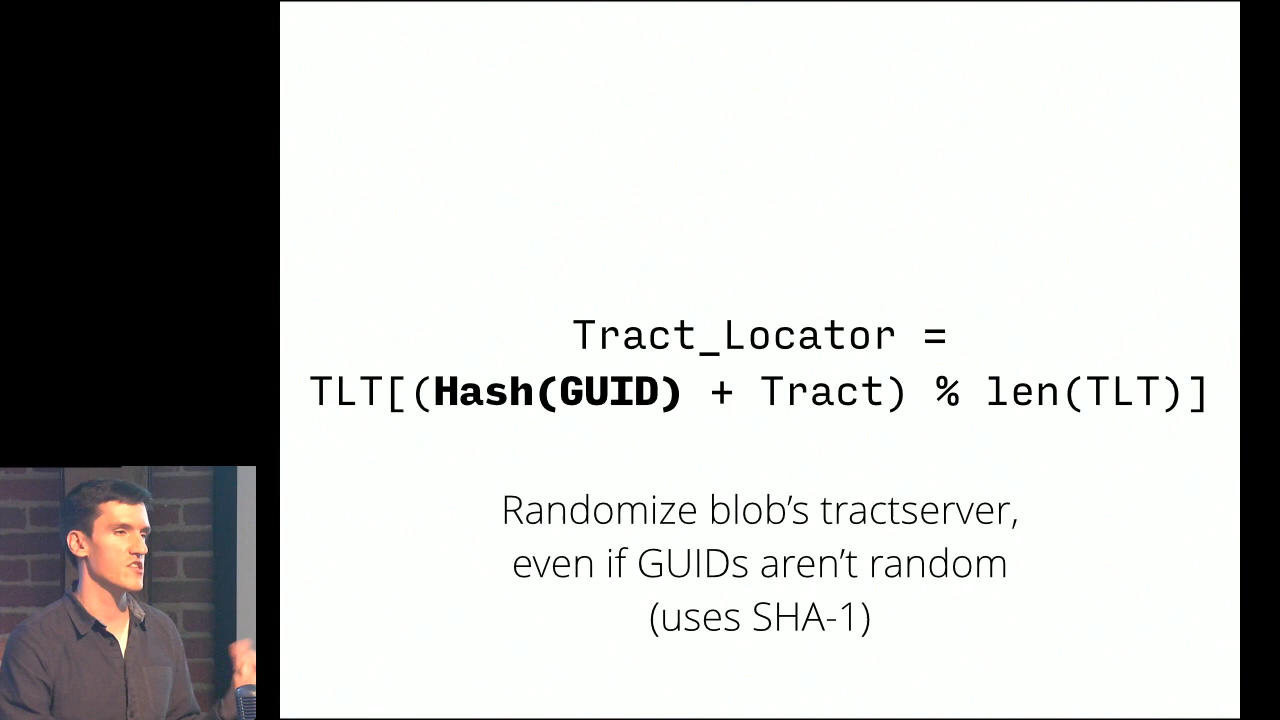 Tract_Locator =
TLT[(Hash(GUID) + Tract) % len(TLT)]
Randomize blob’s tractserver,
even if GUIDs aren’t random
(uses SHA-1)